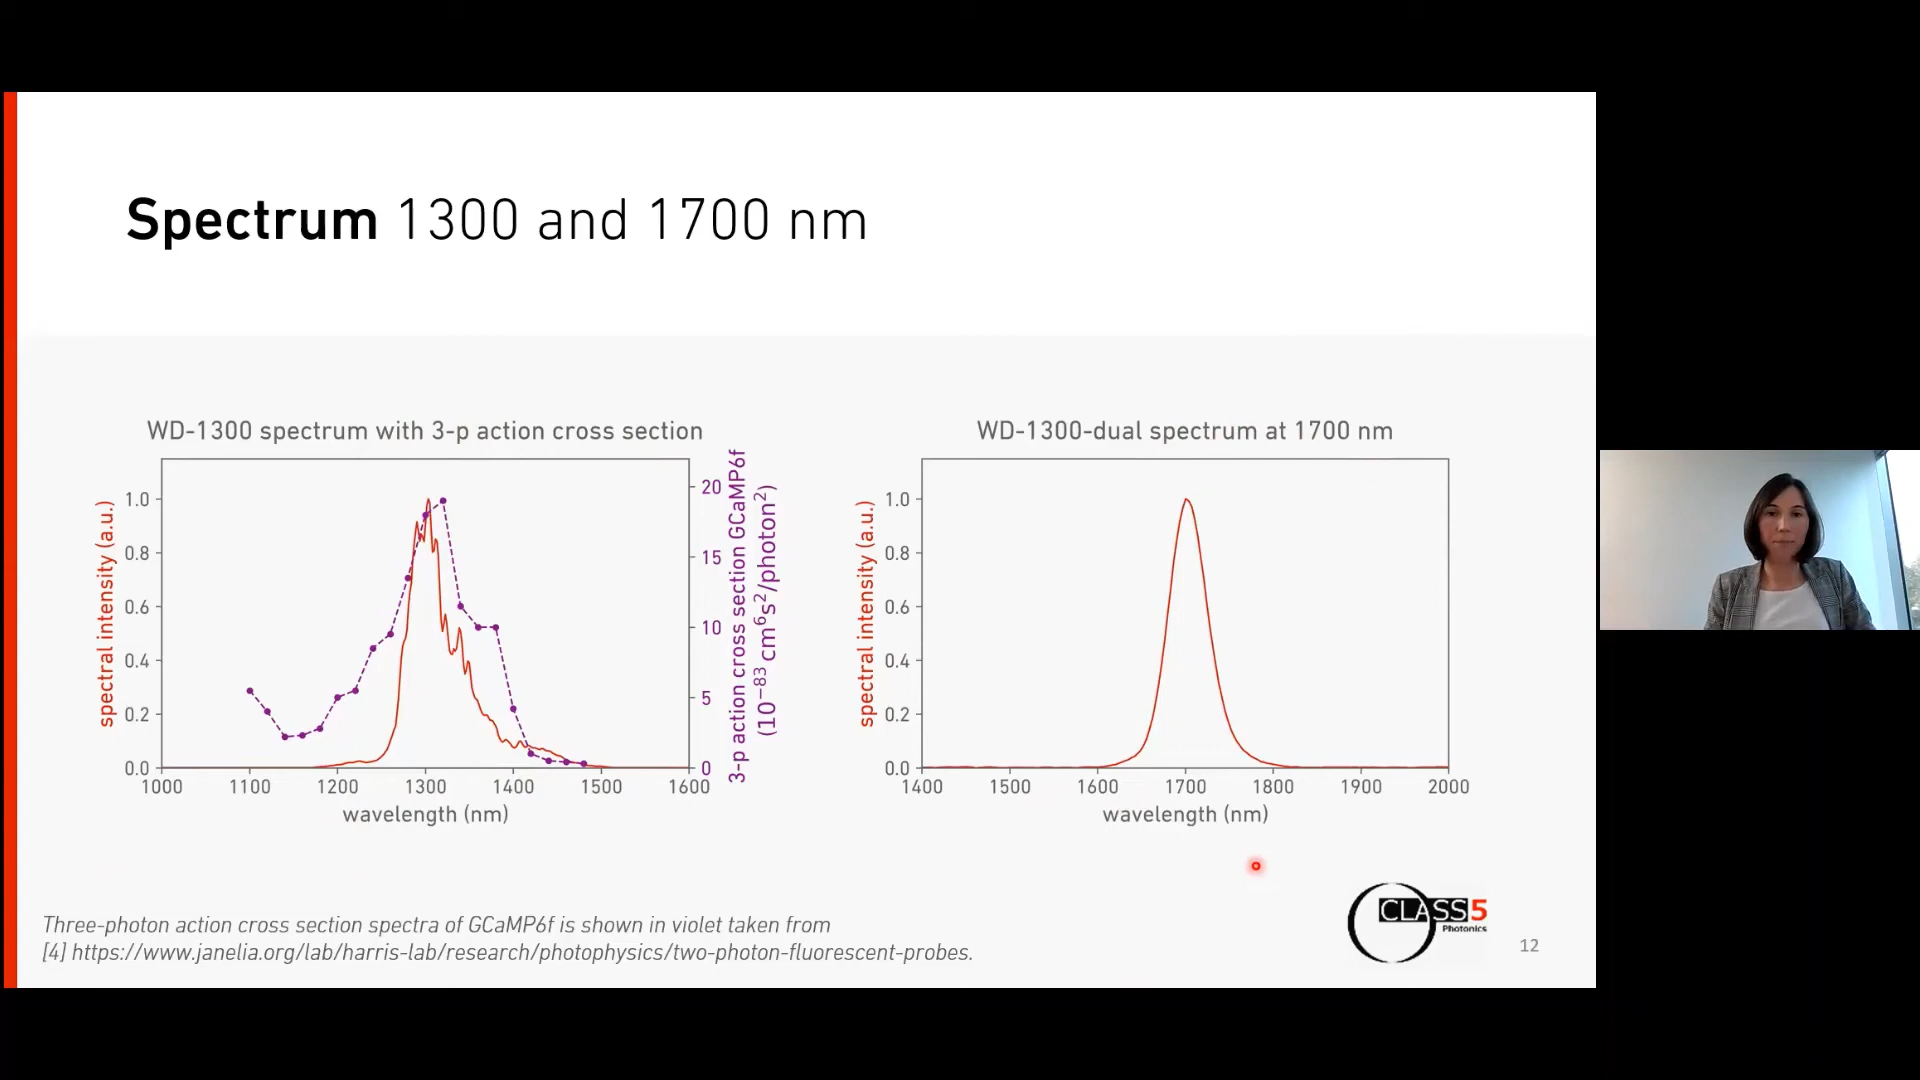 Spectrum 1300 and 1700 nm
WD-1300 spectrum with 3-p action cross section
spectral intensity (a.u.)
1.0
0.8
0.6
0.4
0.2
0.0
1000 1100 1200 1300 1400 1500 1600
wavelength (nm)
20
15
10
5
0
3-p action cross section GCaMP6f
(10⁻⁸³ cm⁶s²/photon²)
WD-1300-dual spectrum at 1700 nm
spectral intensity (a.u.)
1.0
0.8
0.6
0.4
0.2
0.0
1400 1500 1600 1700 1800 1900 2000
wavelength (nm)
Three-photon action cross section spectra of GCaMP6f is shown in violet taken from
[4] https://www.janelia.org/lab/harris-lab/research/photophysics/two-photon-fluorescent-probes.
CLASS5
Photonics
12